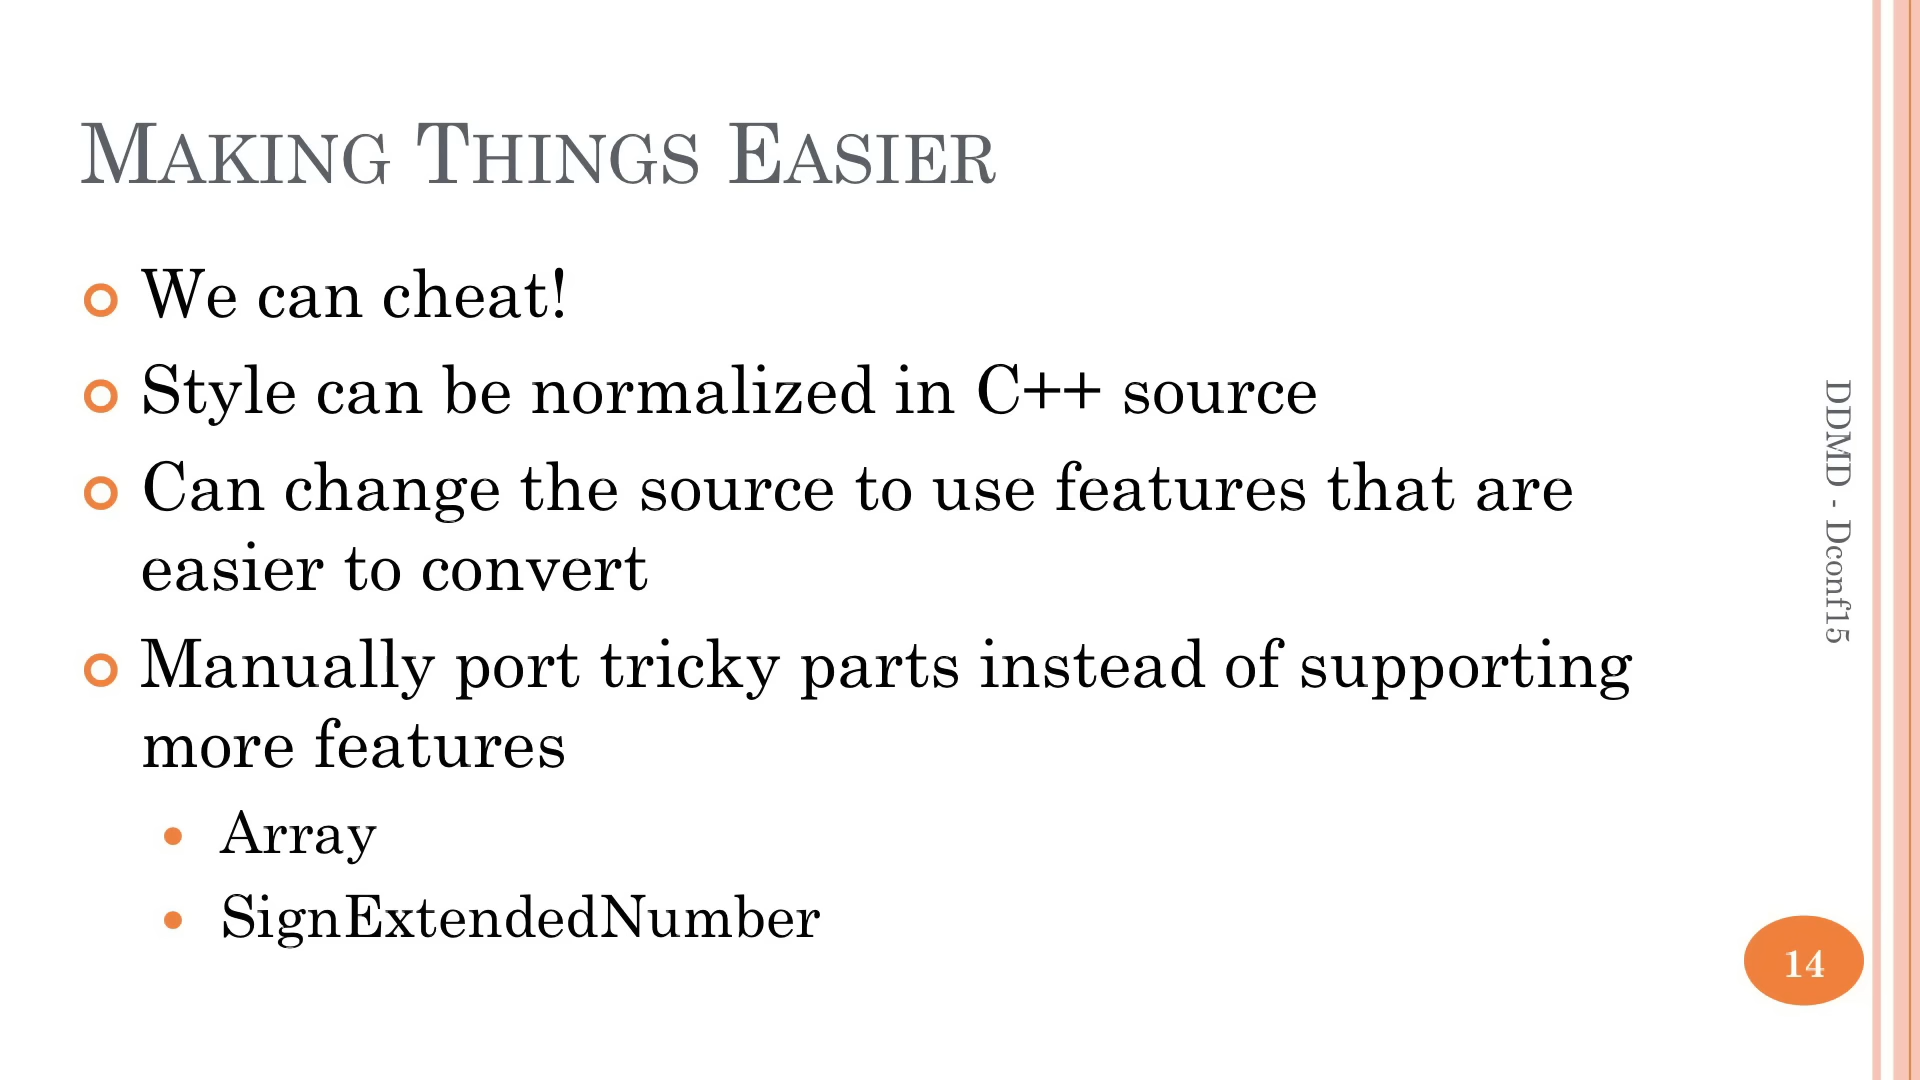 MAKING THINGS EASIER
We can cheat!
Style can be normalized in C++ source
Can change the source to use features that are
easier to convert
Manually port tricky parts instead of supporting
more features
Array
SignExtendedNumber
DDMD - Dconf15
14